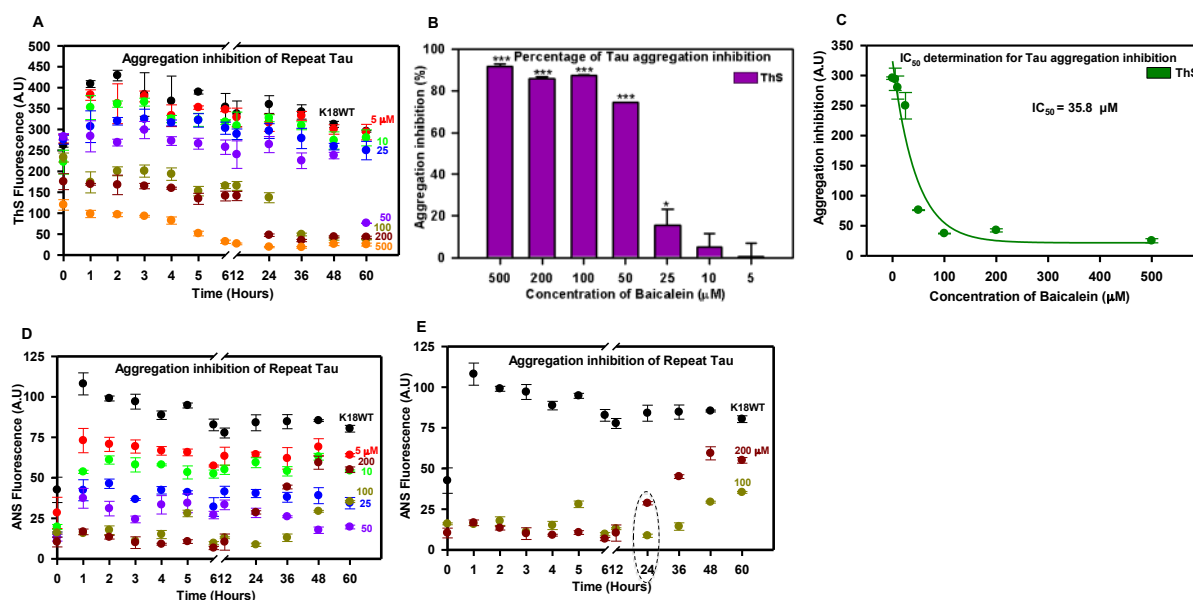 A
Aggregation inhibition of Repeat Tau
ThS Fluorescence (A.U)
500
450
400
350
300
250
200
150
100
50
0
K18WT
5 µM
10
25
50
100
200
500
0 1 2 3 4 5 6 12 24 36 48 60
Time (Hours)
B
Percentage of Tau aggregation inhibition
ThS
Aggregation inhibition (%)
100
80
60
40
20
0
*** *** *** *** *
500 200 100 50 25 10 5
Concentration of Baicalein (µM)
C
IC50 determination for Tau aggregation inhibition
ThS
IC50 = 35.8 µM
Aggregation inhibition (A.U)
350
300
250
200
150
100
50
0
0 100 200 300 400 500
Concentration of Baicalein (µM)
D
Aggregation inhibition of Repeat Tau
ANS Fluorescence (A.U)
125
100
75
50
25
0
K18WT
5 µM
200
10
100
25
50
0 1 2 3 4 5 6 12 24 36 48 60
Time (Hours)
E
Aggregation inhibition of Repeat Tau
ANS Fluorescence (A.U)
125
100
75
50
25
0
K18WT
200 µM
100
0 1 2 3 4 5 6 12 24 36 48 60
Time (Hours)